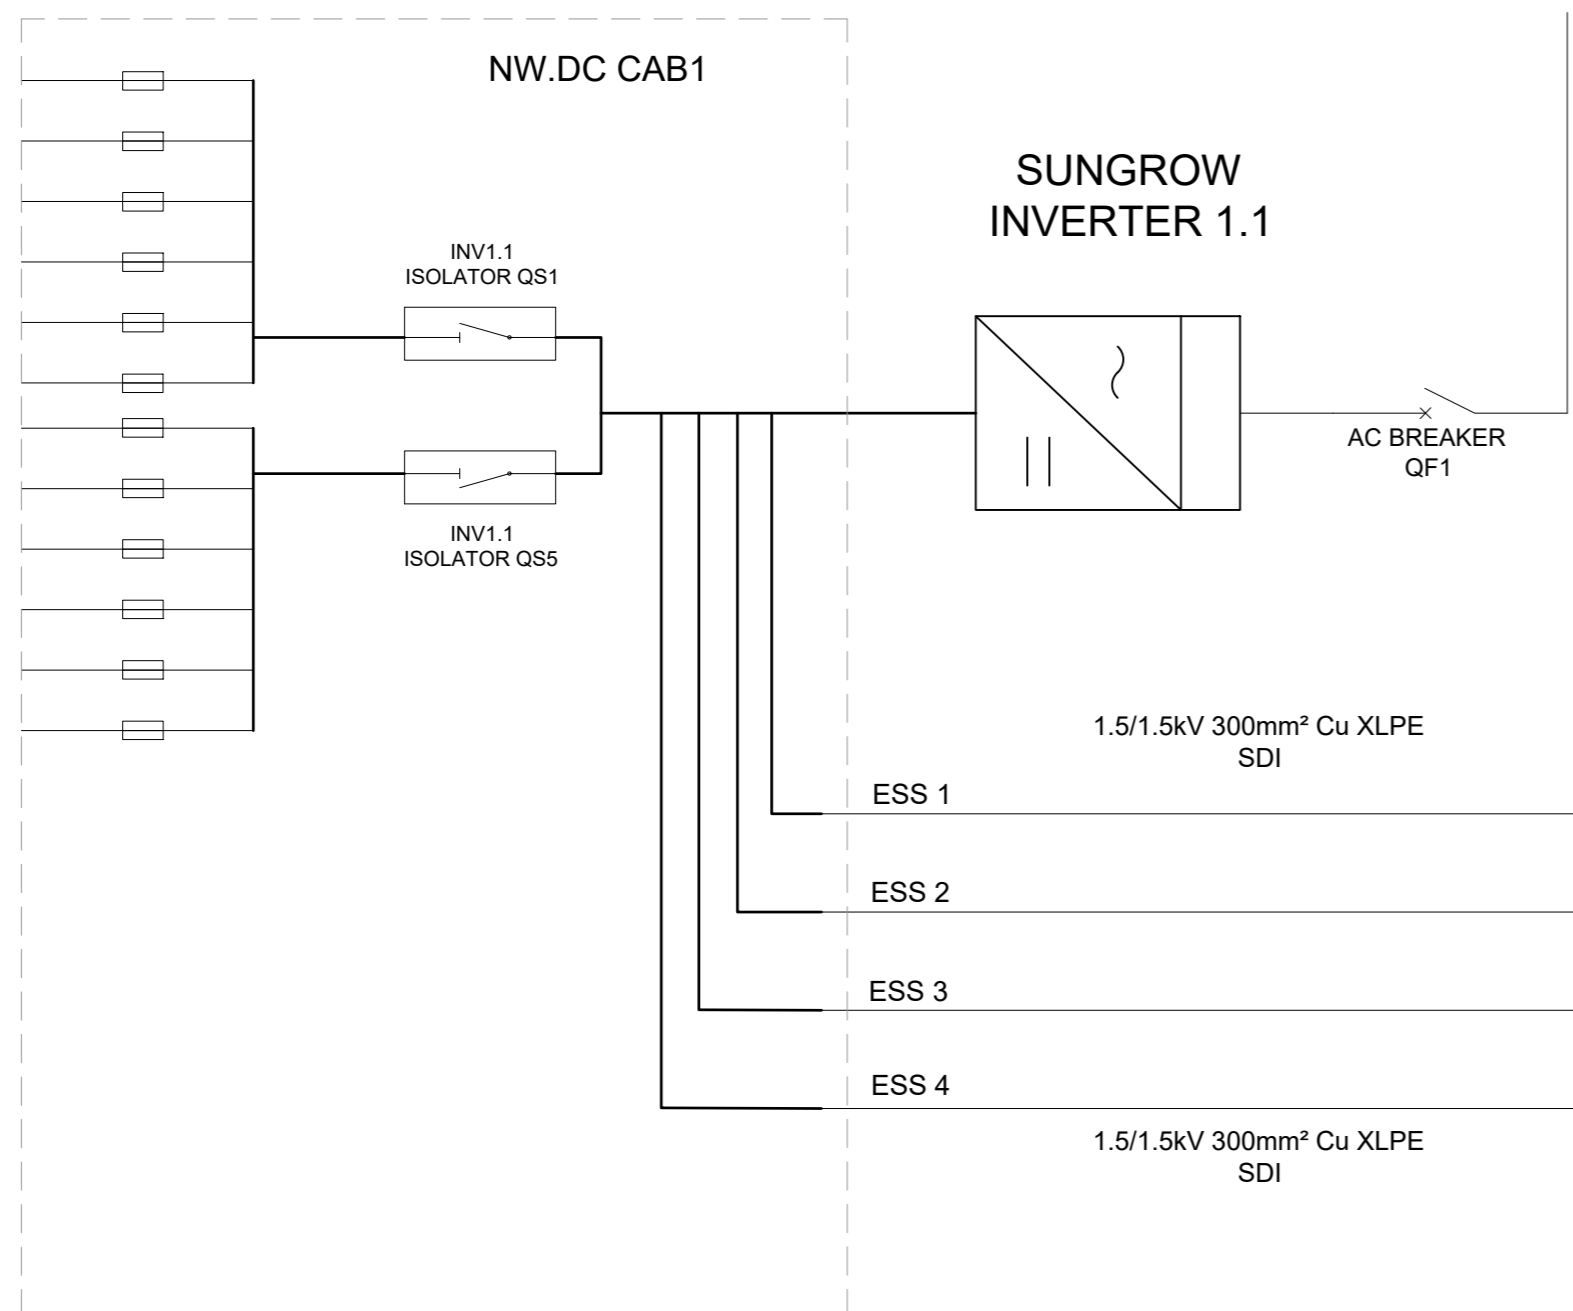 NW.DC CAB1
SUNGROW
INVERTER 1.1
INV1.1
ISOLATOR QS1
AC BREAKER
QF1
INV1.1
ISOLATOR QS5
1.5/1.5kV 300mm² Cu XLPE
SDI
ESS 1
ESS 2
ESS 3
ESS 4
1.5/1.5kV 300mm² Cu XLPE
SDI